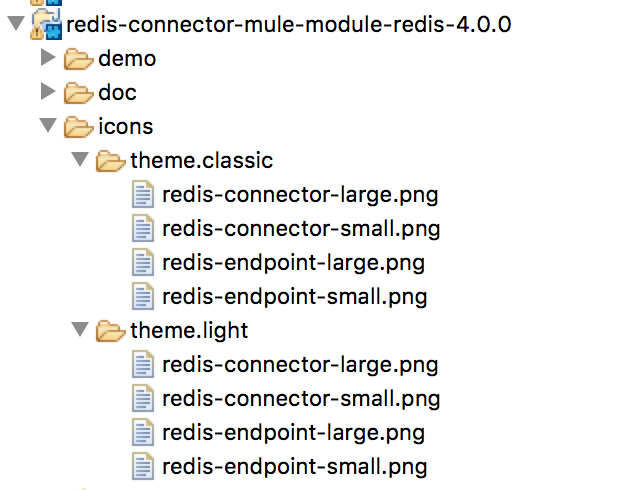 redis-connector-mule-module-redis-4.0.0
demo
doc
icons
theme.classic
redis-connector-large.png
redis-connector-small.png
redis-endpoint-large.png
redis-endpoint-small.png
theme.light
redis-connector-large.png
redis-connector-small.png
redis-endpoint-large.png
redis-endpoint-small.png